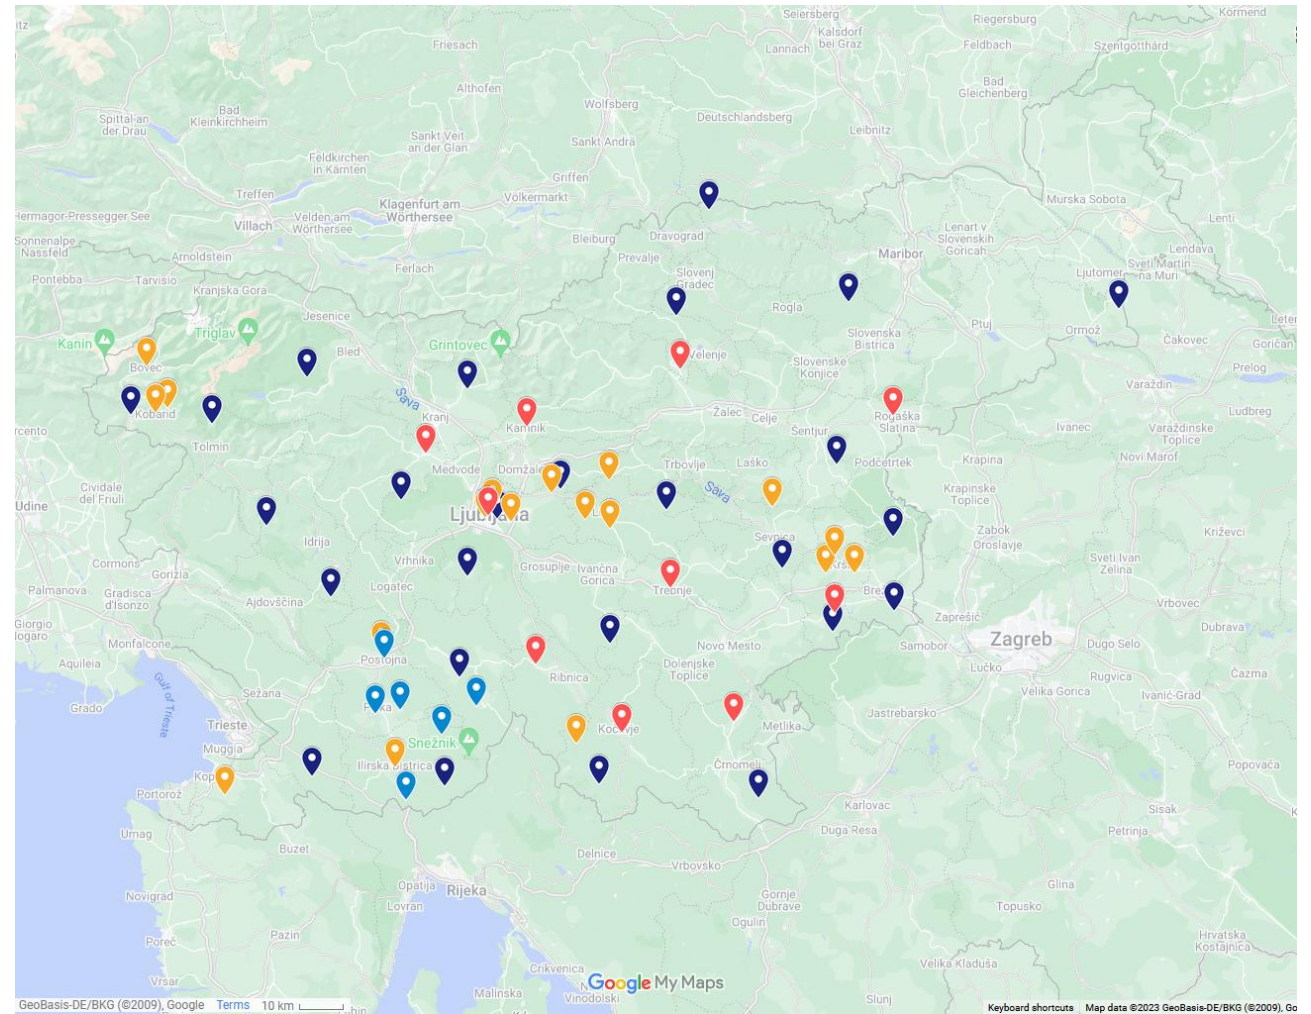 Seiersberg
Riegersburg
Körmend
Kalsdorf
bei Graz
Friesach
Lannach
Feldbach
Szentgotthárd
Althofen
Bad
Gleichenberg
Wolfsberg
Bad
Kleinkirchheim
Spittal an
der Drau
Deutschlandsberg
Leibnitz
Sankt Veit
an der Glan
Sankt Andrä
Feldkirchen
in Kärnten
Griffen
Treffen
Völkermarkt
Klagenfurt am
Wörthersee
Murska Sobota
Hermagor-Pressegger See
Velden am
Wörthersee
Villach
Lenti
Lenart v
Slovenskih
Goricah
Sonnenalpe
Nassfeld
Bleiburg
Dravograd
Lendava
Arnoldstein
Prevalje
Maribor
Sveti Martin
na Muri
Ferlach
Slovenj
Gradec
Ljutomer
Pontebba
Tarvisio
Kranjska Gora
Rogla
Jesenice
Ptuj
Ormož
Triglav
Slovenska
Bistrica
Kanin
Grintovec
Čakovec
Goričan
Bled
Velenje
Bovec
Slovenske
Konjice
Prelog
Varaždin
Sava
Kobarid
Kranj
Žalec
Celje
Rogaška
Slatina
Ludbreg
Kamnik
Šentjur
Ivanec
Varaždinske
Toplice
Tolmin
Medvode
Domžale
Trbovlje
Laško
Podčetrtek
Krapina
Novi Marof
Cividale
del Friuli
Sava
Krapinske
Toplice
Udine
Ljubljana
Zabok
Križevci
Idrija
Sevnica
Oroslavje
Vrhnika
Grosuplje
Ivančna
Gorica
Sveti Ivan
Zelina
Cormons
Gorizia
Palmanova
Gradisca
d'Isonzo
Logatec
Trebnje
Ajdovščina
Vrbovec
Zaprešić
Monfalcone
Zagreb
Dubrava
Samobor
Dugo Selo
Novo Mesto
Aquileia
Postojna
Dolenjske
Toplice
Lučko
Ribnica
Rugvica
Čazma
Sežana
Velika Gorica
Ivanić-Grad
Grado
Gulf of Trieste
Jastrebarsko
Trieste
Metlika
Muggia
Snežnik
Ilirska Bistrica
Črnomelj
Popovača
Portorož
Karlovac
Sisak
Umag
Duga Resa
Petrinja
Buzet
Delnice
Vrbovsko
Opatija
Rijeka
Glina
Novigrad
Lovran
Gornje
Dubrave
Topusko
Ogulin
Pazin
Hrvatska
Kostajnica
Poreč
Velika Kladuša
Crikvenica
Vrsar
Google My Maps
Malinska
Novi
Vinodolski
Slunj
GeoBasis-DE/BKG (©2009), Google Terms 10 km
Keyboard shortcuts Map data ©2023 GeoBasis-DE/BKG (©2009), Go